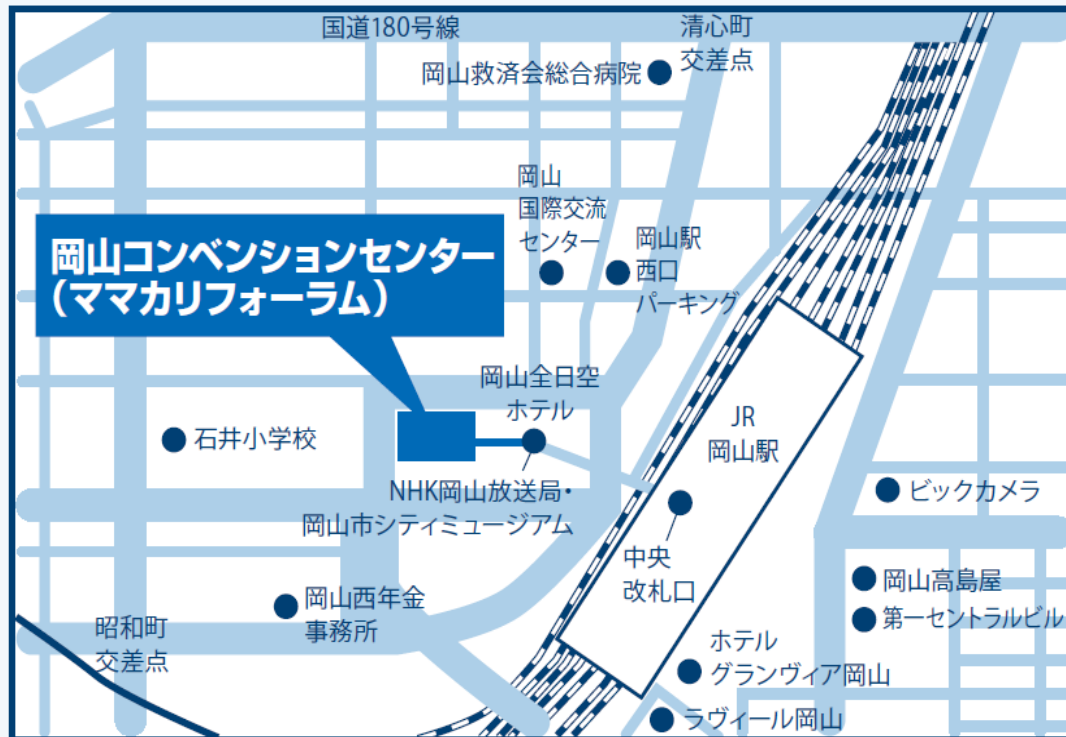 国道180号線
清心町
交差点
岡山救済会総合病院
岡山
国際交流
センター
岡山駅
西口
パーキング
岡山コンベンションセンター
(ママカリフォーラム)
岡山全日空
ホテル
石井小学校
JR
岡山駅
NHK岡山放送局・
岡山市シティミュージアム
ビックカメラ
中央
改札口
岡山高島屋
第一セントラルビル
岡山西年金
事務所
昭和町
交差点
ホテル
グランヴィア岡山
ラヴィール岡山